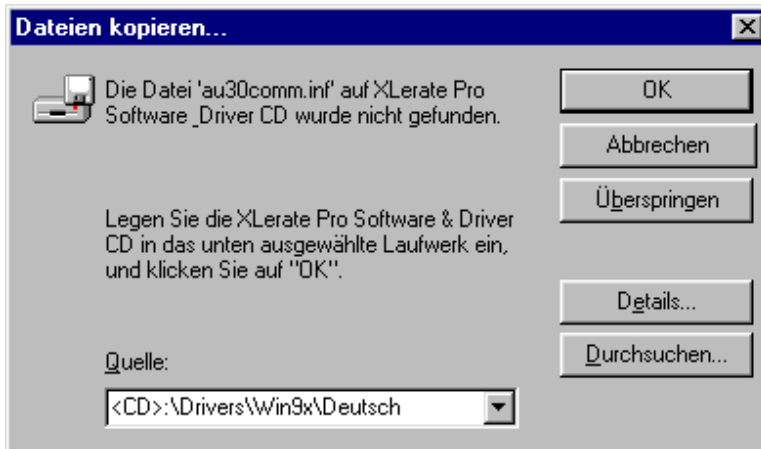 Dateien kopieren...
Die Datei 'au30comm.inf' auf XLerate Pro
Software _Driver CD wurde nicht gefunden.
Legen Sie die XLerate Pro Software & Driver
CD in das unten ausgewählte Laufwerk ein,
und klicken Sie auf "OK".
Quelle:
<CD>:\Drivers\Win9x\Deutsch
OK
Abbrechen
Überspringen
Details...
Durchsuchen...